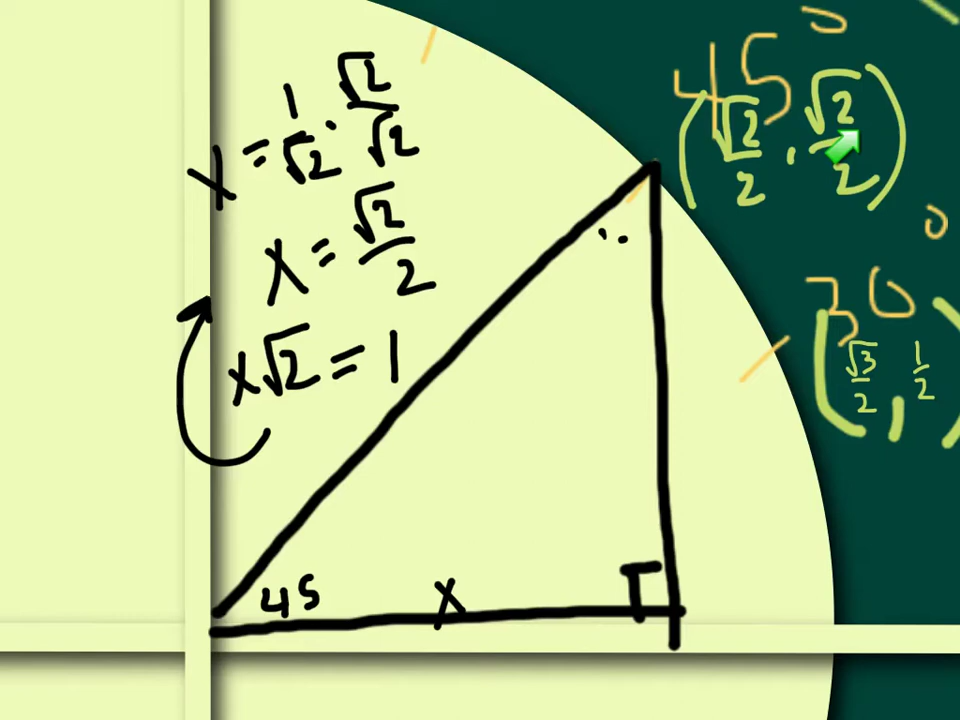 x = 1/√2 · √2/√2
x = √2/2
x√2 = 1
45
x
45°
(√2/2, √2/2)
30°
(√3/2, 1/2)